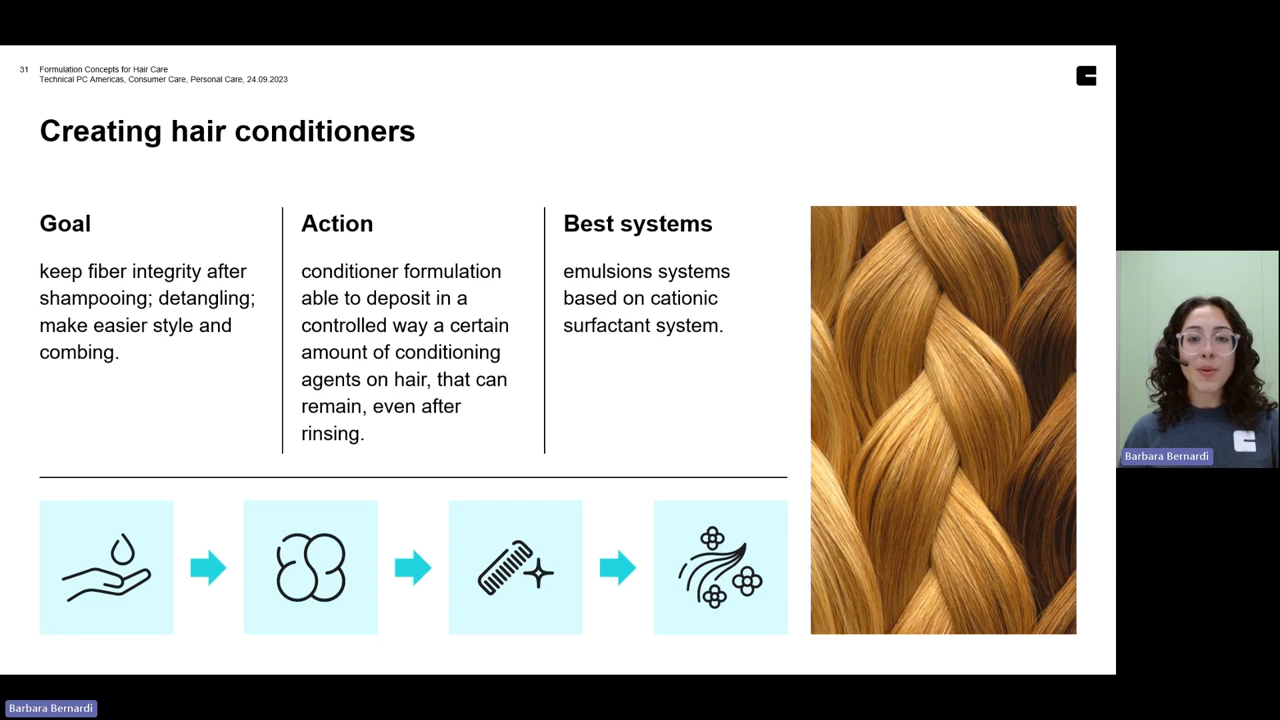 31 Formulation Concepts for Hair Care
Technical PC Americas, Consumer Care, Personal Care, 24.09.2023
Creating hair conditioners
Goal
keep fiber integrity after
shampooing; detangling;
make easier style and
combing.
Action
conditioner formulation
able to deposit in a
controlled way a certain
amount of conditioning
agents on hair, that can
remain, even after
rinsing.
Best systems
emulsions systems
based on cationic
surfactant system.
Barbara Bernardi
Barbara Bernardi